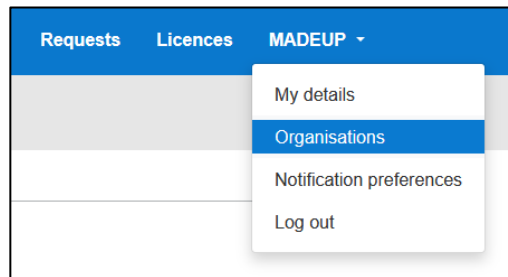 Requests Licences MADEUP
My details
Organisations
Notification preferences
Log out